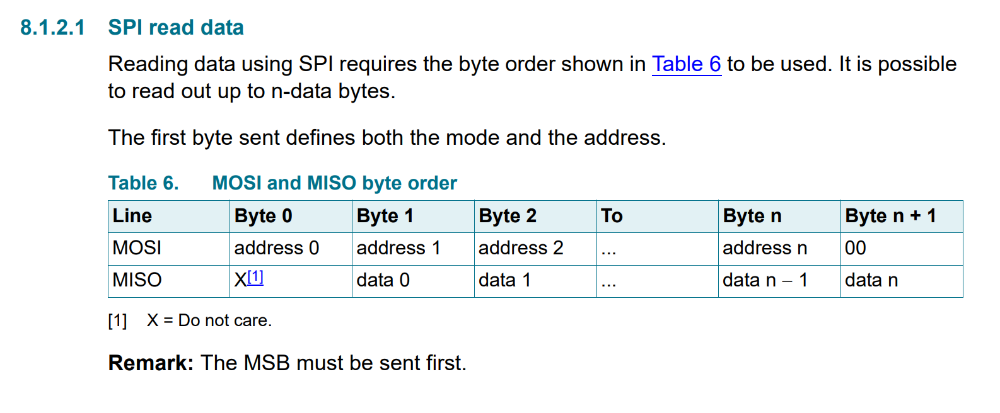 8.1.2.1 SPI read data
Reading data using SPI requires the byte order shown in Table 6 to be used. It is possible
to read out up to n-data bytes.
The first byte sent defines both the mode and the address.
Table 6. MOSI and MISO byte order
Line Byte 0 Byte 1 Byte 2 To Byte n Byte n + 1
MOSI address 0 address 1 address 2 ... address n 00
MISO X[1] data 0 data 1 ... data n − 1 data n
[1] X = Do not care.
Remark: The MSB must be sent first.